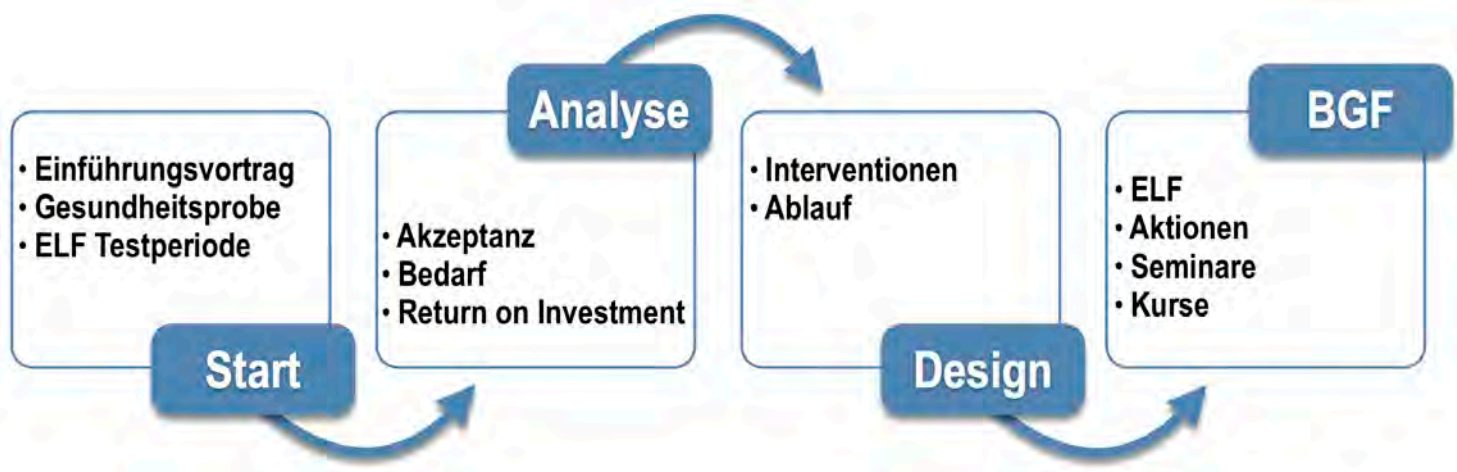 • Einführungsvortrag
• Gesundheitsprobe
• ELF Testperiode
Start
Analyse
• Akzeptanz
• Bedarf
• Return on Investment
• Interventionen
• Ablauf
Design
BGF
• ELF
• Aktionen
• Seminare
• Kurse